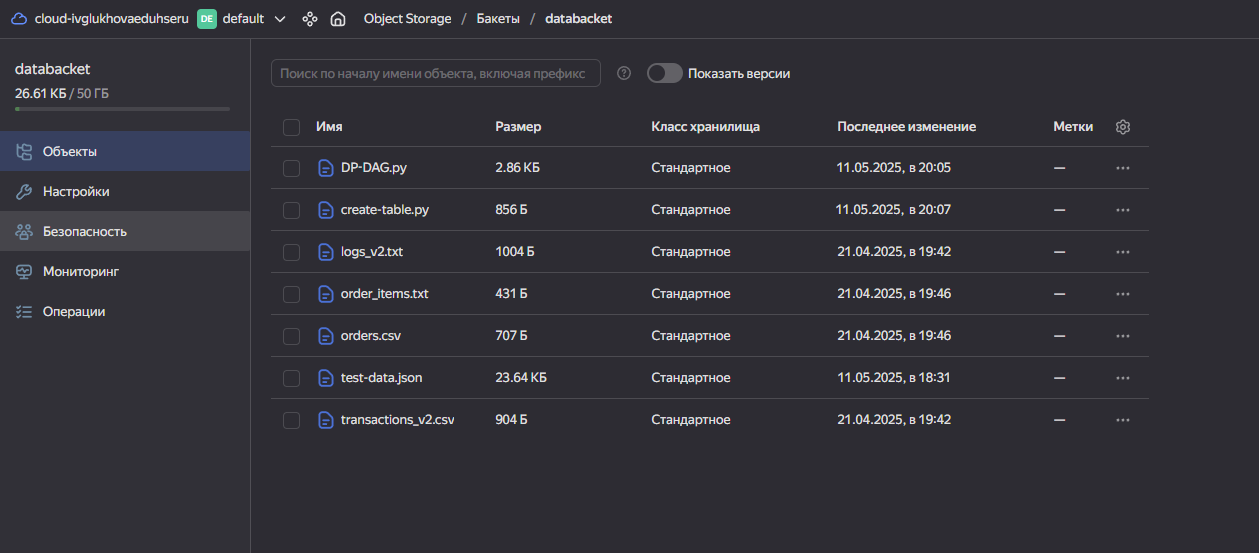 cloud-ivglukhovaeduhseru DE default Object Storage / Бакеты / databacket
databacket
26.61 КБ / 50 ГБ
Объекты
Настройки
Безопасность
Мониторинг
Операции
Поиск по началу имени объекта, включая префикс ? Показать версии
Имя Размер Класс хранилища Последнее изменение Метки
DP-DAG.py 2.86 КБ Стандартное 11.05.2025, в 20:05 —
create-table.py 856 Б Стандартное 11.05.2025, в 20:07 —
logs_v2.txt 1004 Б Стандартное 21.04.2025, в 19:42 —
order_items.txt 431 Б Стандартное 21.04.2025, в 19:46 —
orders.csv 707 Б Стандартное 21.04.2025, в 19:46 —
test-data.json 23.64 КБ Стандартное 11.05.2025, в 18:31 —
transactions_v2.csv 904 Б Стандартное 21.04.2025, в 19:42 —